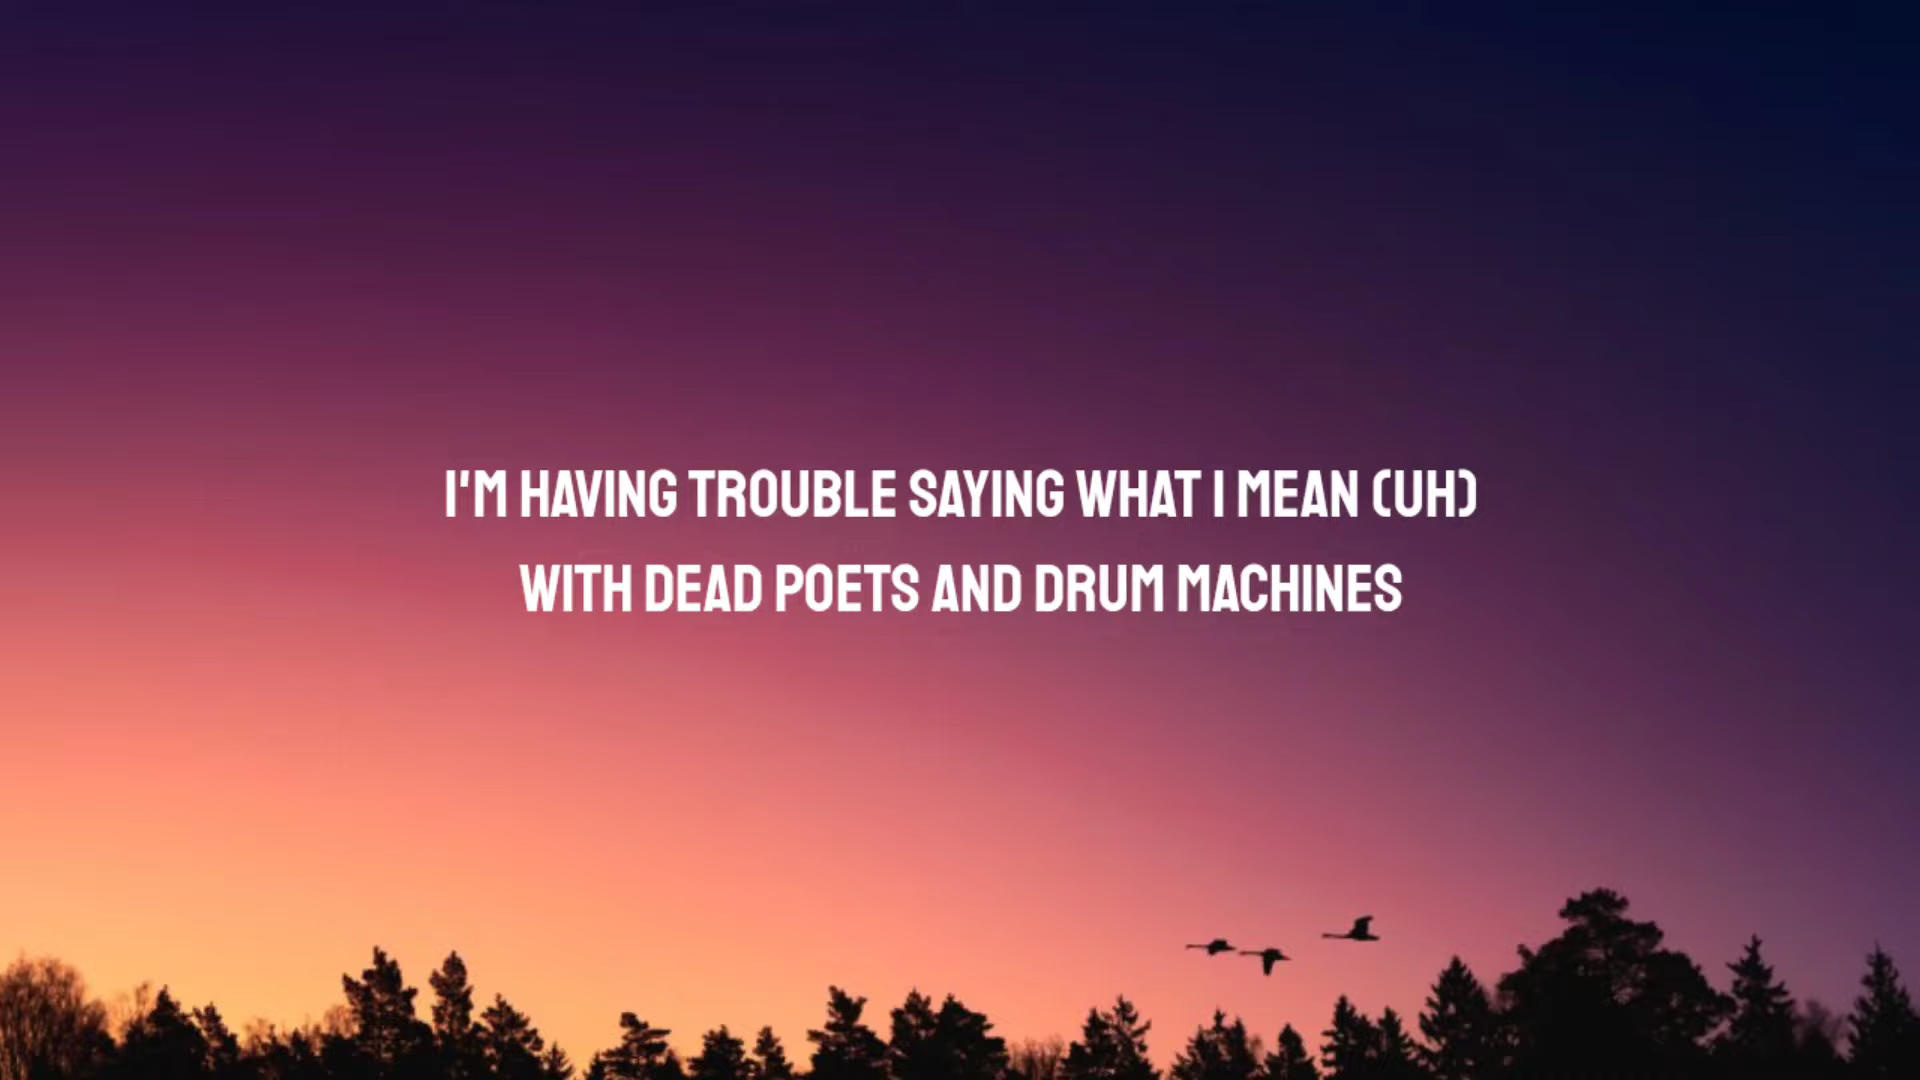 I'M HAVING TROUBLE SAYING WHAT I MEAN (UH)
WITH DEAD POETS AND DRUM MACHINES